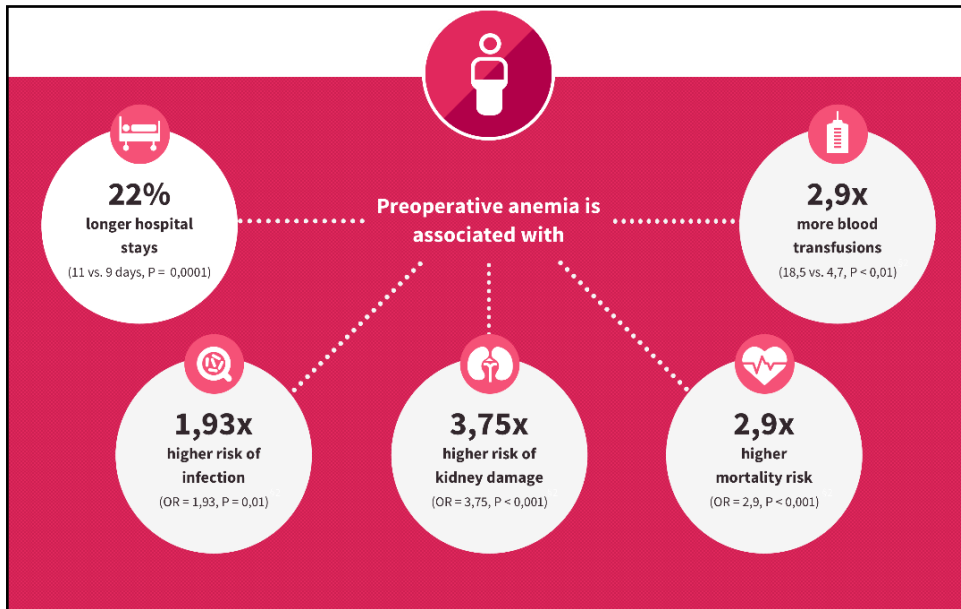 Preoperative anemia is
associated with
22%
longer hospital
stays
(11 vs. 9 days, P = 0,0001)
2,9x
more blood
transfusions
(18,5 vs. 4,7, P < 0,01)
1,93x
higher risk of
infection
(OR = 1,93, P = 0,01)
3,75x
higher risk of
kidney damage
(OR = 3,75, P < 0,001)
2,9x
higher
mortality risk
(OR = 2,9, P < 0,001)